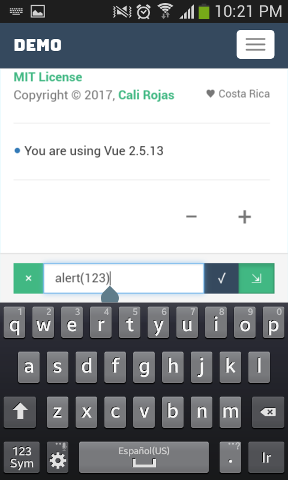 10:21 PM
DEMO
MIT License
Copyright © 2017, Cali Rojas
♥ Costa Rica
• You are using Vue 2.5.13
− +
× alert(123) √ ⇲
1 2 3 4 5 6 7 8 9 0
q w e r t y u i o p
a s d f g h j k l
z x c v b n m
123 Español(US) . Ir
Sym